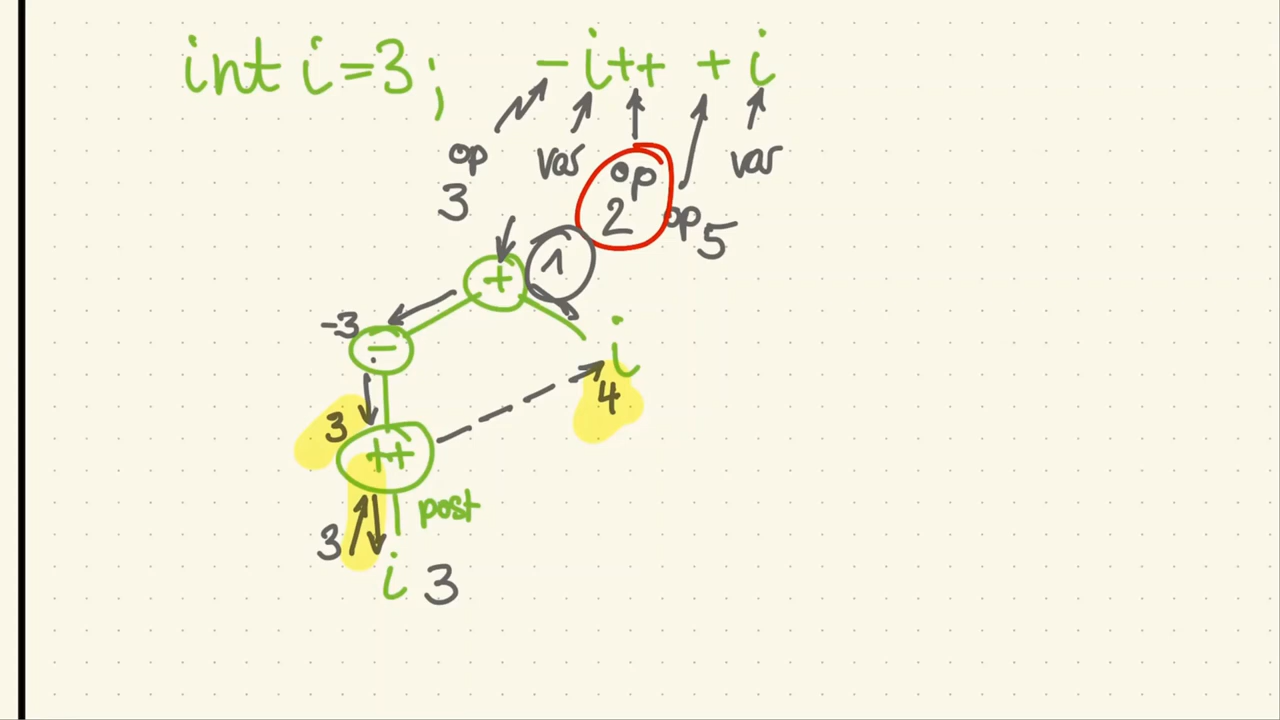 int i=3; -i++ +i
op var op var
3 2 op 5
+ 1
-3 i
- 4
3
++
post
3 i 3